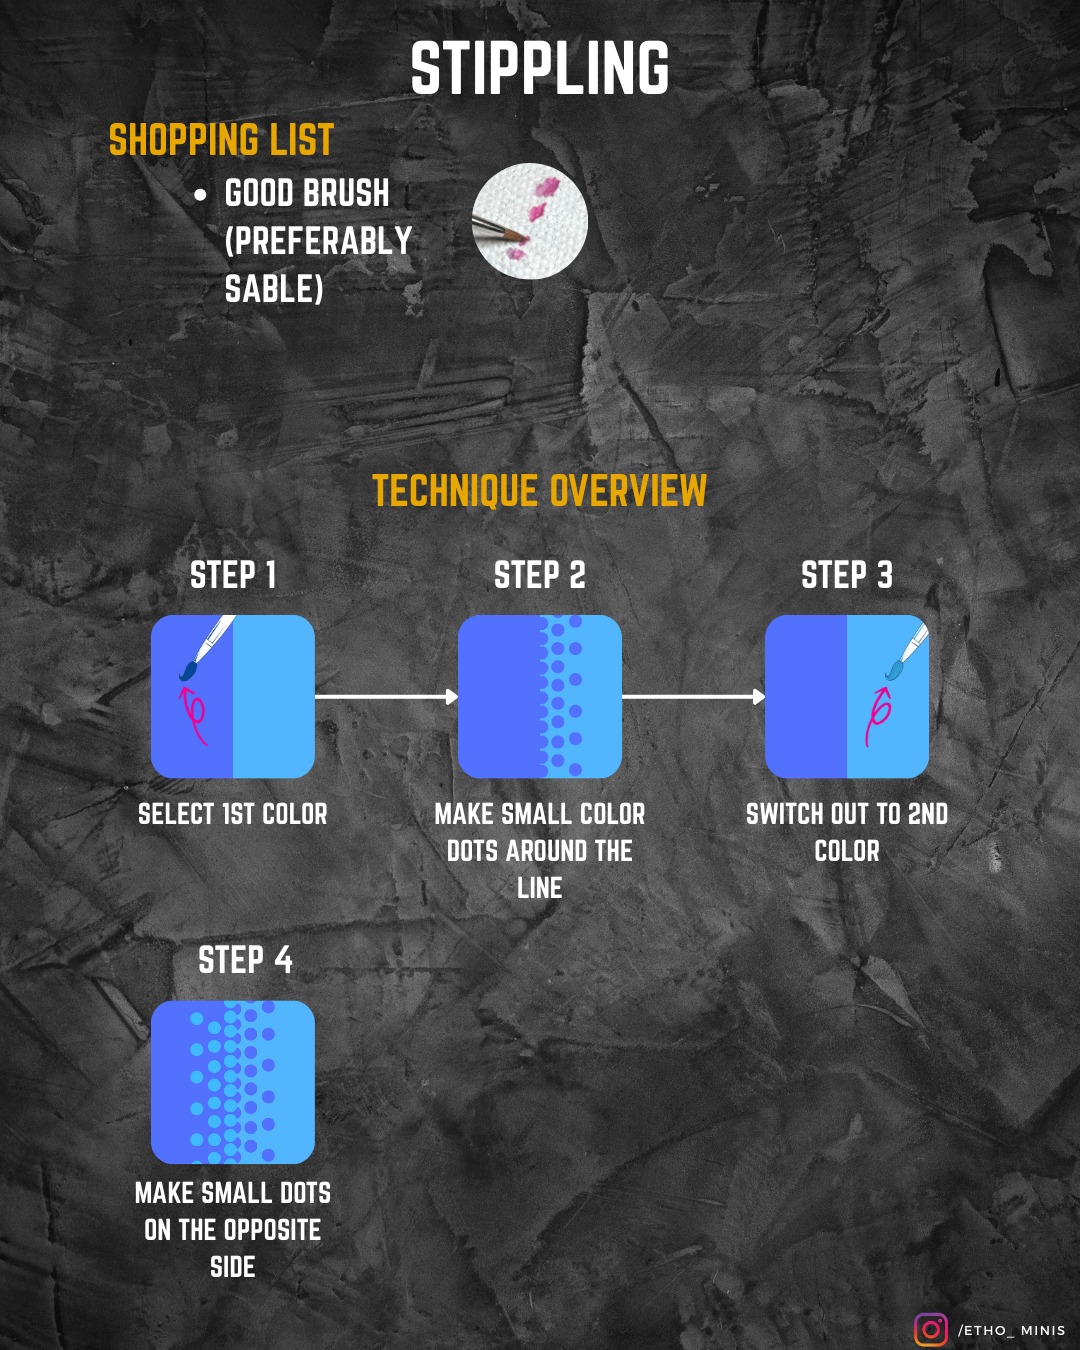 STIPPLING
SHOPPING LIST
• GOOD BRUSH
(PREFERABLY
SABLE)
TECHNIQUE OVERVIEW
STEP 1
STEP 2
STEP 3
SELECT 1ST COLOR
MAKE SMALL COLOR
DOTS AROUND THE
LINE
SWITCH OUT TO 2ND
COLOR
STEP 4
MAKE SMALL DOTS
ON THE OPPOSITE
SIDE
/ETHO_ MINIS